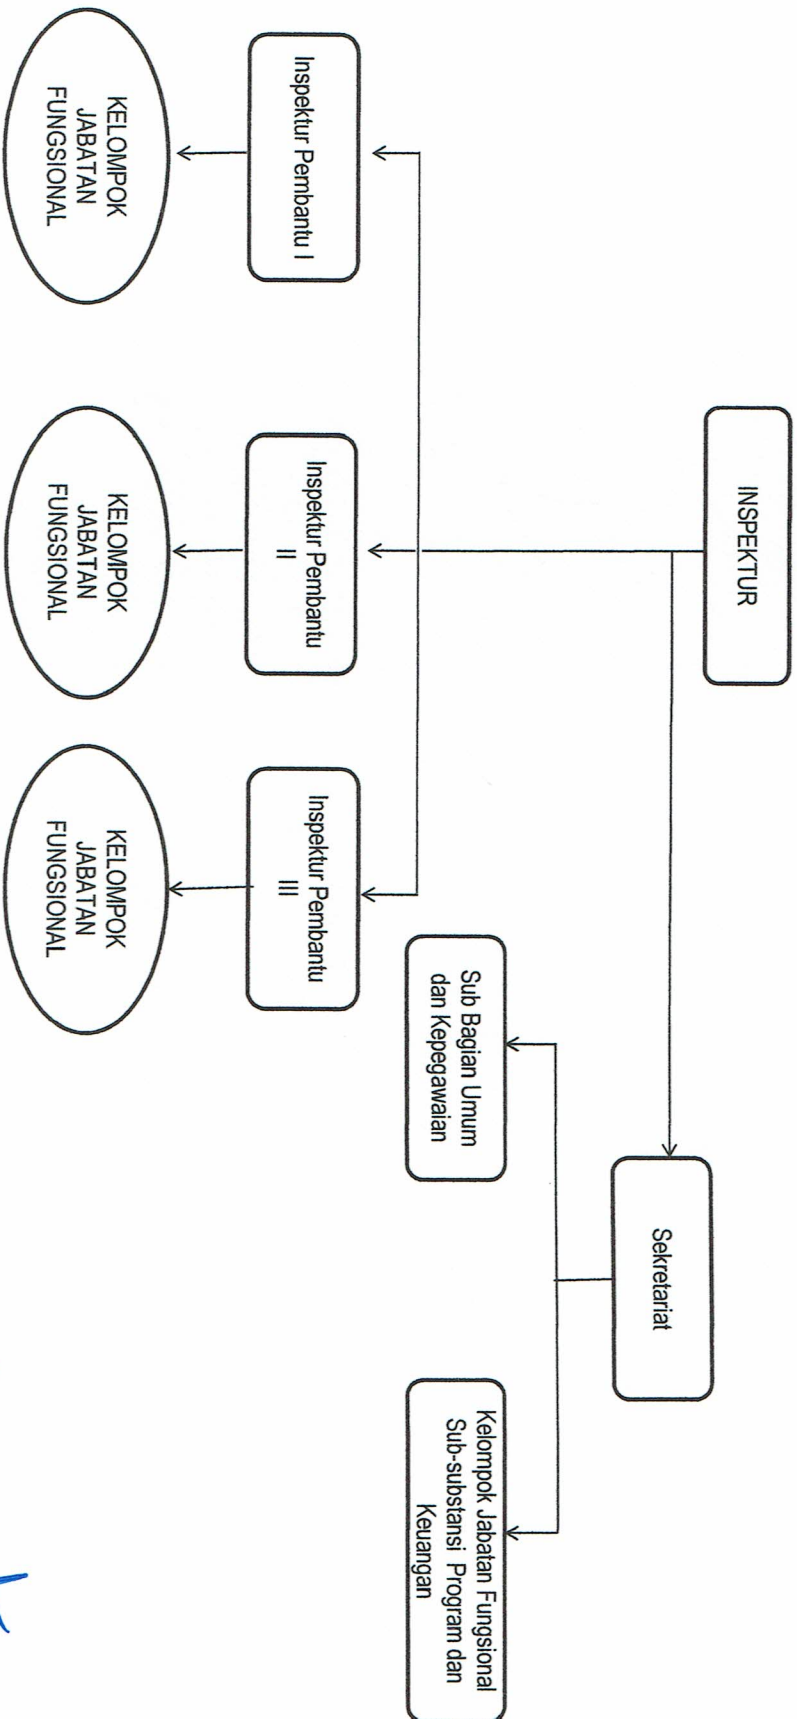 INSPEKTUR
Sekretariat
Sub Bagian Umum
dan Kepegawaian
Kelompok Jabatan Fungsional
Sub-substansi Program dan
Keuangan
Inspektur Pembantu I
Inspektur Pembantu
II
Inspektur Pembantu
III
KELOMPOK
JABATAN
FUNGSIONAL
KELOMPOK
JABATAN
FUNGSIONAL
KELOMPOK
JABATAN
FUNGSIONAL